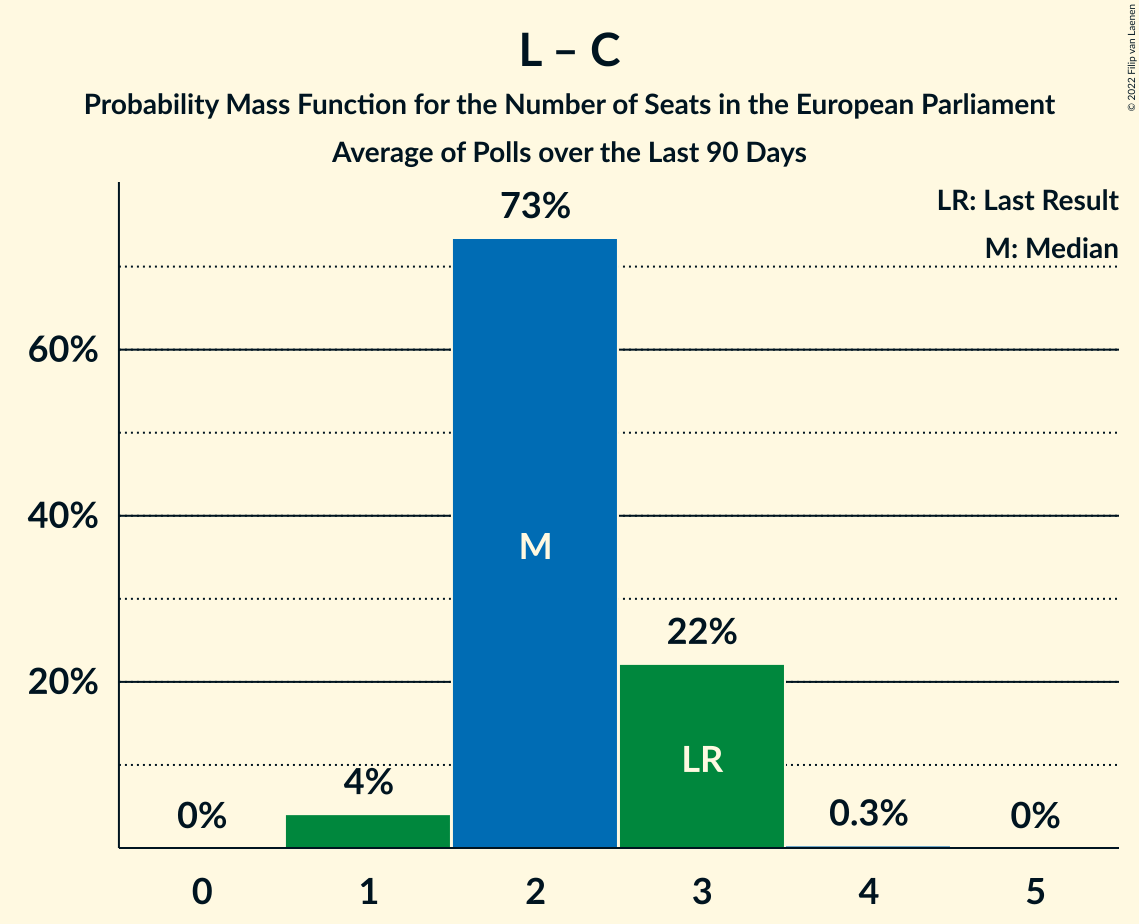 L – C
Probability Mass Function for the Number of Seats in the European Parliament
Average of Polls over the Last 90 Days
© 2022 Filip van Laenen
LR: Last Result
M: Median
73%
60%
40%
M
22%
20%
LR
4%
0%
0.3%
0%
0 1 2 3 4 5